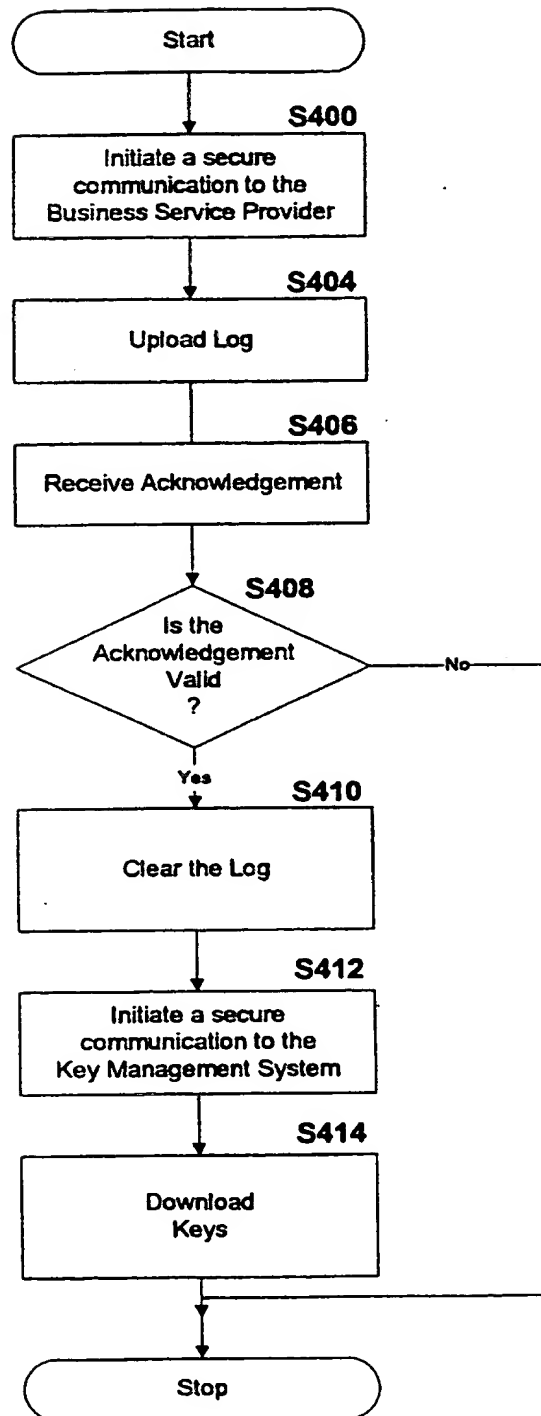 Start
S400
Initiate a secure
communication to the
Business Service Provider
S404
Upload Log
S406
Receive Acknowledgement
S408
Is the
Acknowledgement
Valid
?
No
Yes
S410
Clear the Log
S412
Initiate a secure
communication to the
Key Management System
S414
Download
Keys
Stop